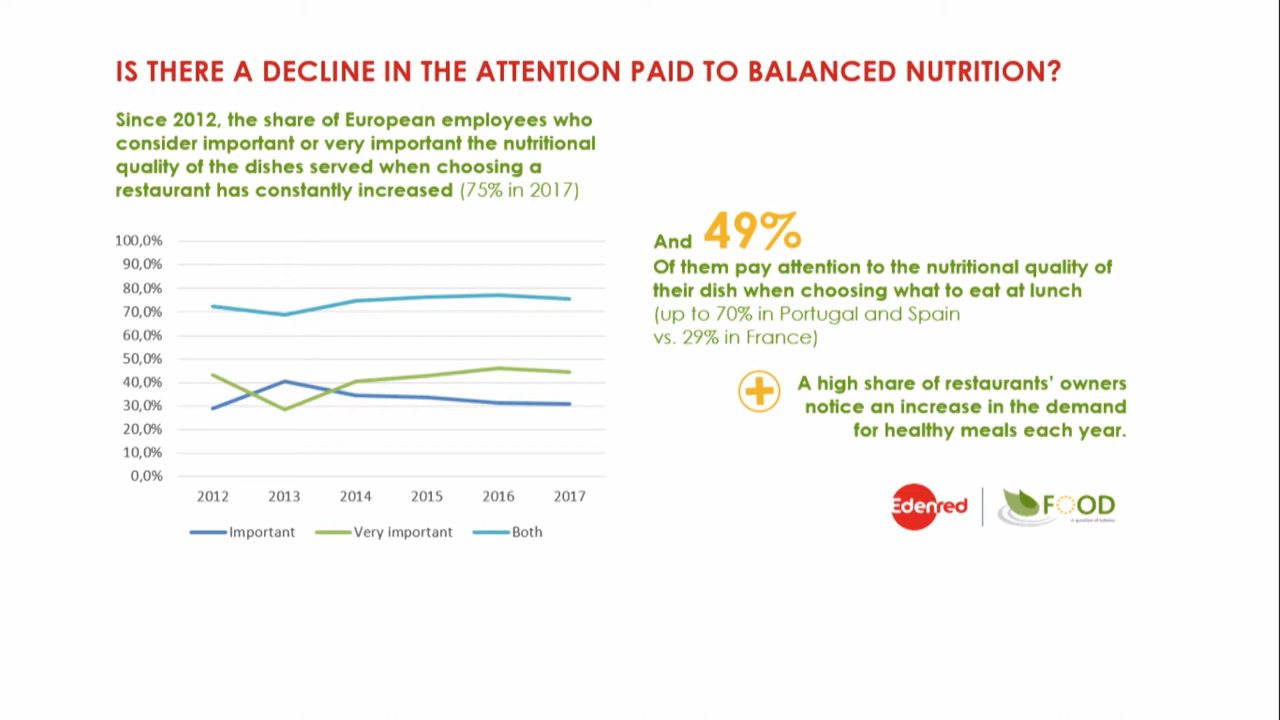 IS THERE A DECLINE IN THE ATTENTION PAID TO BALANCED NUTRITION?
Since 2012, the share of European employees who
consider important or very important the nutritional
quality of the dishes served when choosing a
restaurant has constantly increased (75% in 2017)
100,0%
90,0%
80,0%
70,0%
60,0%
50,0%
40,0%
30,0%
20,0%
10,0%
0,0%
2012 2013 2014 2015 2016 2017
Important Very important Both
And 49%
Of them pay attention to the nutritional quality of
their dish when choosing what to eat at lunch
(up to 70% in Portugal and Spain
vs. 29% in France)
A high share of restaurants' owners
notice an increase in the demand
for healthy meals each year.
Edenred
FOOD
A question of balance